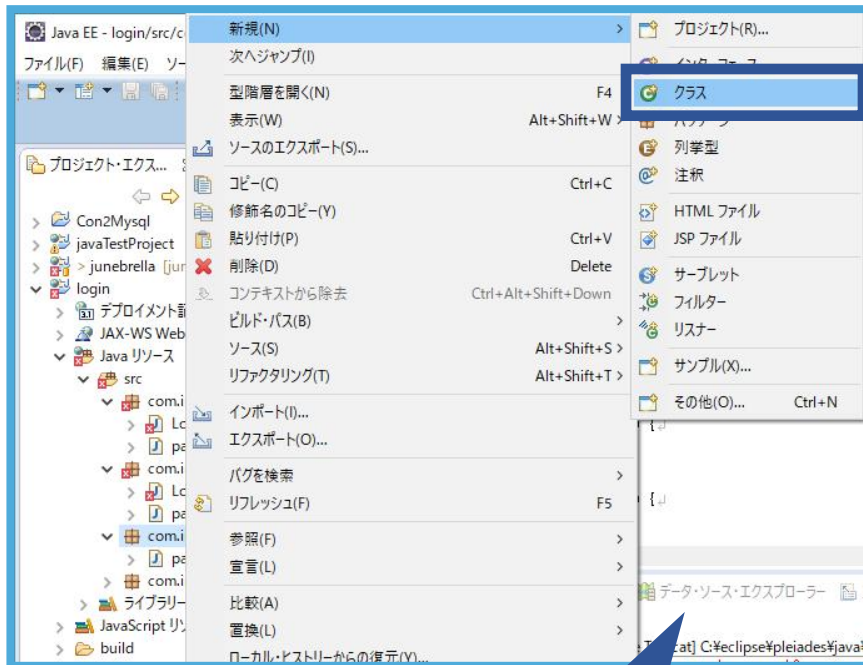 Java EE - login/src/c
ファイル(F) 編集(E) ソー
プロジェクト・エクス...
Con2Mysql
javaTestProject
> junebrella [jur
login
デプロイメント記
JAX-WS Web
Java リソース
src
com.i
Lc
pa
com.i
Lc
pa
com.i
pa
com.i
ライブラリー
JavaScript リソ
build
新規(N)
次へジャンプ(I)
型階層を開く(N) F4
表示(W) Alt+Shift+W >
ソースのエクスポート(S)...
コピー(C) Ctrl+C
修飾名のコピー(Y)
貼り付け(P) Ctrl+V
削除(D) Delete
コンテキストから除去 Ctrl+Alt+Shift+Down
ビルド・パス(B)
ソース(S) Alt+Shift+S >
リファクタリング(T) Alt+Shift+T >
インポート(I)...
エクスポート(O)...
バグを検索
リフレッシュ(F) F5
参照(F)
宣言(L)
比較(A)
置換(L)
ローカル・ヒストリーからの復元(Y)...
プロジェクト(R)...
クラス
列挙型
注釈
HTML ファイル
JSP ファイル
サーブレット
フィルター
リスナー
サンプル(X)...
その他(O)... Ctrl+N
{
{
データ・ソース・エクスプローラー
cat] C:¥eclipse¥pleiades¥java¥